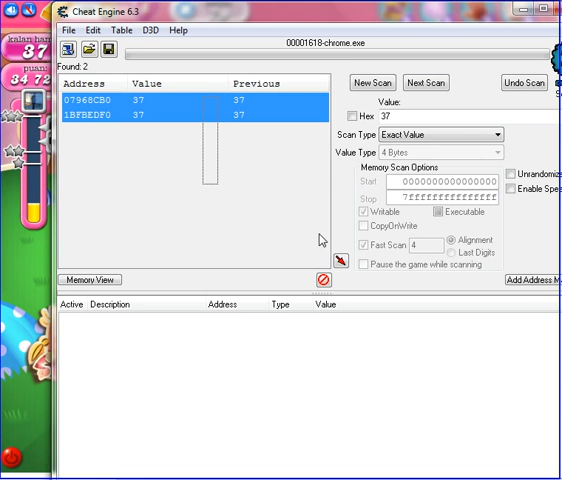 Cheat Engine 6.3
File Edit Table D3D Help
00001618-chrome.exe
kalan ham
37
puan:
34 72
Found: 2
Address Value Previous
07968CB0 37 37
1BFBEDF0 37 37
New Scan Next Scan Undo Scan
Value:
Hex 37
Scan Type Exact Value
Value Type 4 Bytes
Memory Scan Options
Start 0000000000000000
Stop 7fffffffffffffff
Unrandomize
Enable Spe
Writable Executable
CopyOnWrite
Fast Scan 4 Alignment
Last Digits
Pause the game while scanning
Memory View
Add Address M
Active Description Address Type Value